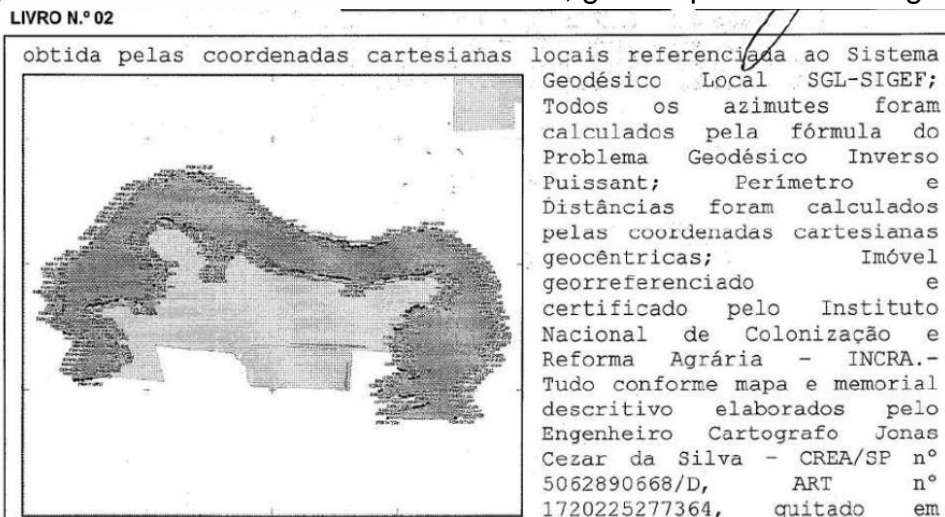 LIVRO N.º 02
obtida pelas coordenadas cartesianas locais referenciada ao Sistema
Geodésico Local SGL-SIGEF;
Todos os azimutes foram
calculados pela fórmula do
Problema Geodésico Inverso
Puissant; Perímetro e
Distâncias foram calculados
pelas coordenadas cartesianas
geocêntricas; Imóvel
georreferenciado e
certificado pelo Instituto
Nacional de Colonização e
Reforma Agrária – INCRA.-
Tudo conforme mapa e memorial
descritivo elaborados pelo
Engenheiro Cartografo Jonas
Cezar da Silva – CREA/SP nº
5062890668/D, ART nº
1720225277364, quitado em